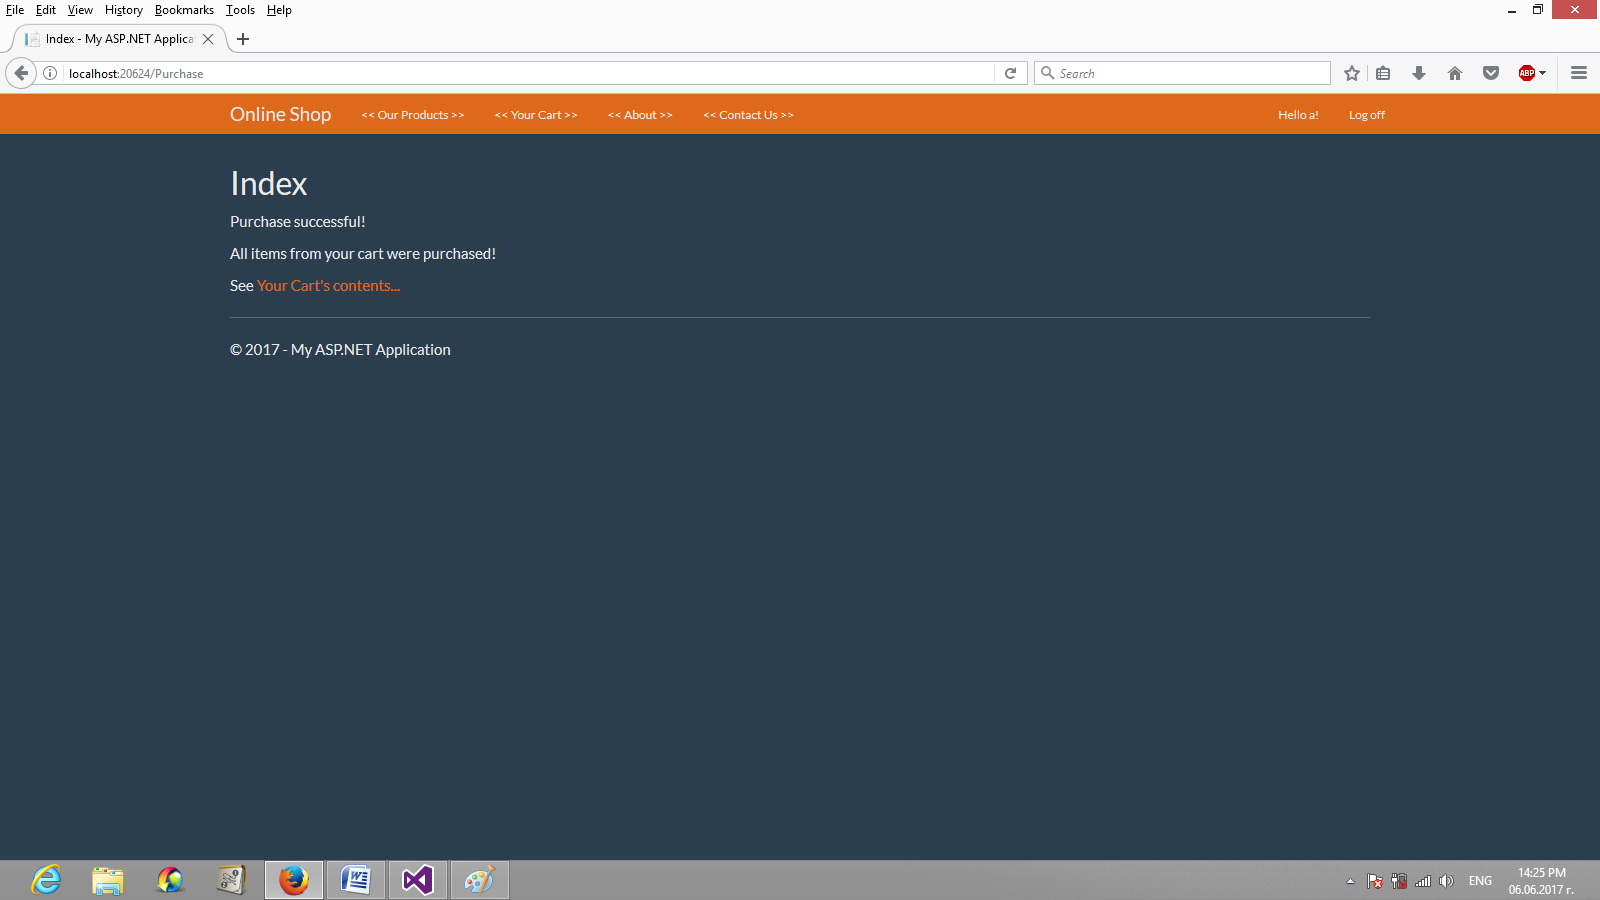 File Edit View History Bookmarks Tools Help
Index - My ASP.NET Applica
localhost:20624/Purchase
Search
ABP
Online Shop << Our Products >> << Your Cart >> << About >> << Contact Us >> Hello a! Log off
Index
Purchase successful!
All items from your cart were purchased!
See Your Cart's contents...
© 2017 - My ASP.NET Application
ENG
14:25 PM
06.06.2017 г.